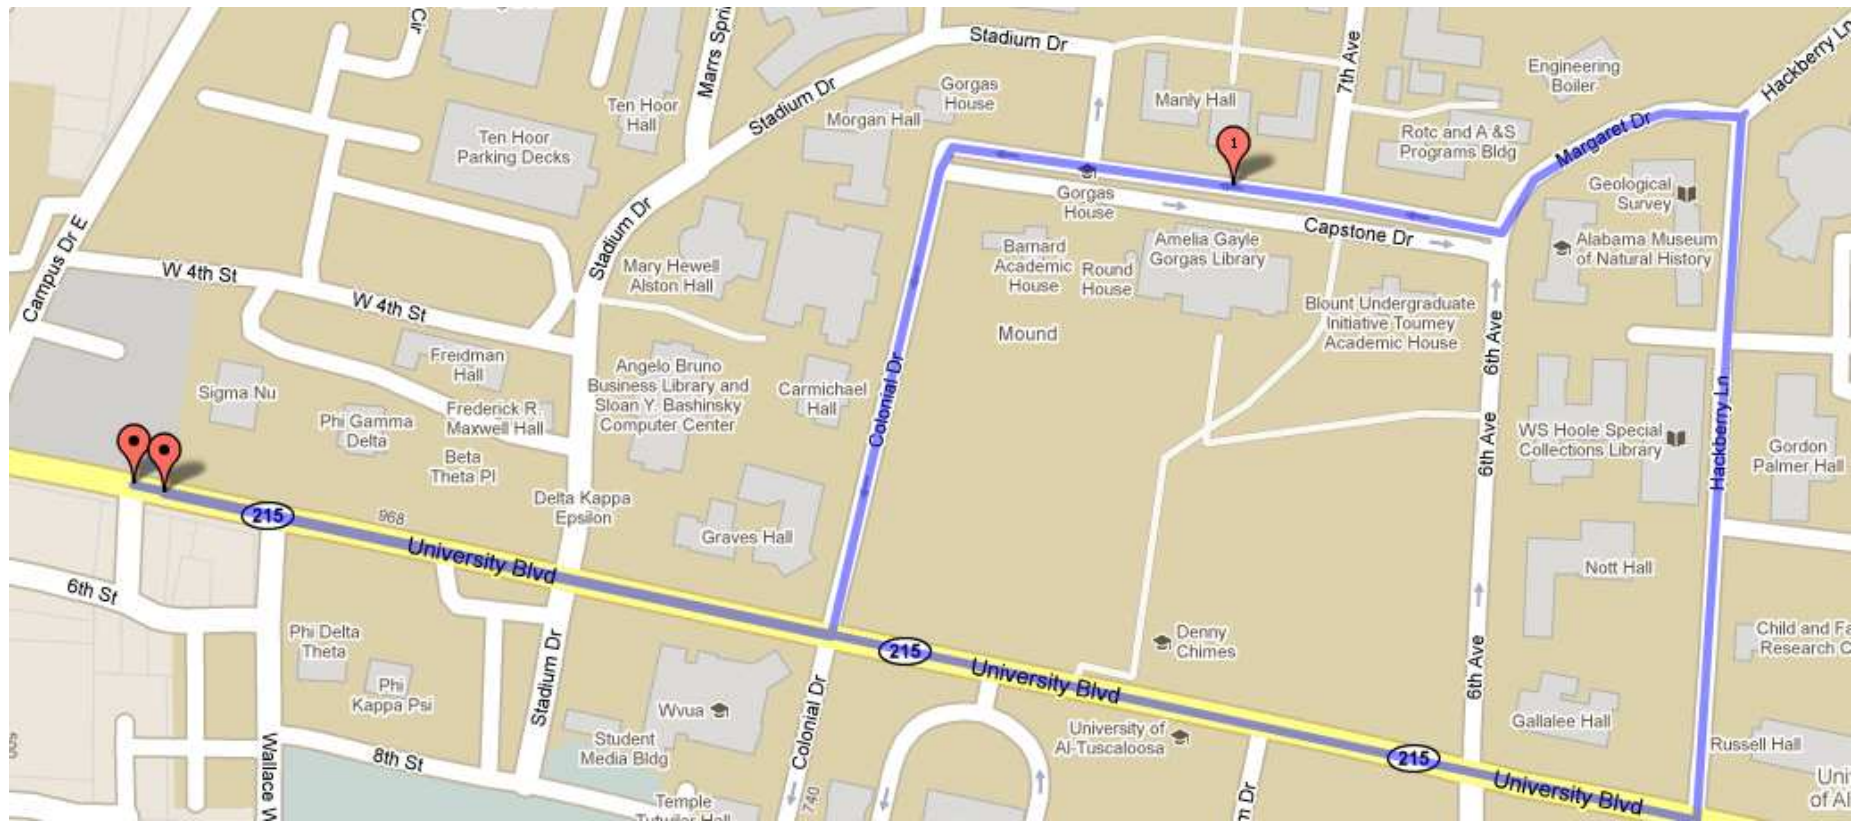 Cir
Marrs Spri
Stadium Dr
7th Ave
Hackberry Ln
Engineering
Boiler
Gorgas
House
Manly Hall
Ten Hoor
Hall
Stadium Dr
Morgan Hall
Ten Hoor
Parking Decks
Rotc and A &S
Programs Bldg
Margaret Dr
1
Geological
Survey
Gorgas
House
Stadium Dr
Campus Dr E
Capstone Dr
Barnard
Academic
House
Round
House
Amelia Gayle
Gorgas Library
Alabama Museum
of Natural History
W 4th St
Mary Hewell
Alston Hall
W 4th St
Blount Undergraduate
Initiative Tourney
Academic House
Mound
6th Ave
Freidman
Hall
Angelo Bruno
Business Library and
Sloan Y. Bashinsky
Computer Center
Carmichael
Hall
Colonial Dr
Sigma Nu
Phi Gamma
Delta
Frederick R.
Maxwell Hall
6th Ave
WS Hoole Special
Collections Library
Hackberry Ln
Gordon
Palmer Hall
Beta
Theta Pl
Delta Kappa
Epsilon
215
968
University Blvd
Graves Hall
Nott Hall
6th St
Phi Delta
Theta
Denny
Chimes
Child and Fa
Research C
215
University Blvd
6th Ave
Phi
Kappa Psi
Stadium Dr
Wvua
Colonial Dr
University of
Al-Tuscaloosa
Gallalee Hall
Russell Hall
Student
Media Bldg
Wallace W
8th St
215
University Blvd
Uni
of Al
740
m Dr
Temple
Tutwiler Hall